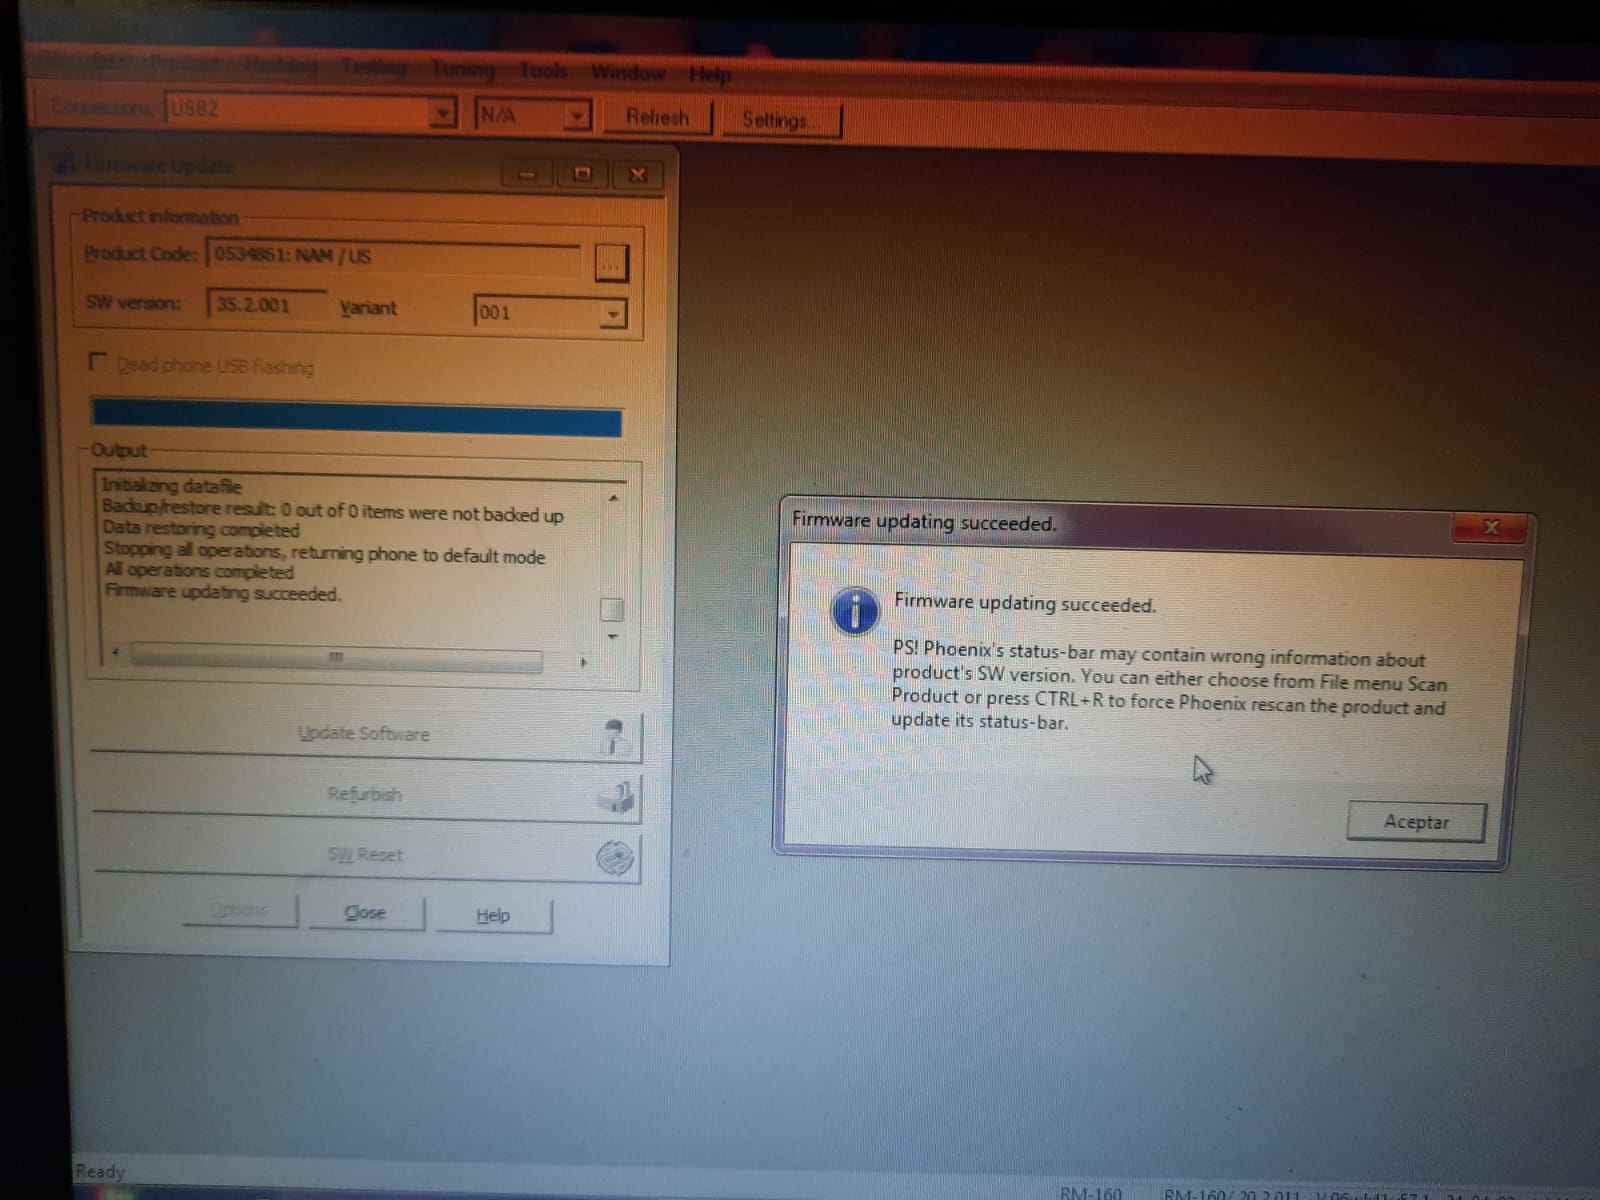 Edit Product Flashing Testing Tuning Tools Window Help
Connections: USB2 N/A Refresh Settings...
Firmware Update
Product information
Product Code: 0534861: NAM / US ...
SW version: 35.2.001 Variant 001
Dead phone USB flashing
Output
Initializing datafile
Backup/restore result: 0 out of 0 items were not backed up
Data restoring completed
Stopping all operations, returning phone to default mode
All operations completed
Firmware updating succeeded.
Update Software
Refurbish
SW Reset
Options Close Help
Firmware updating succeeded.
Firmware updating succeeded.
PS! Phoenix's status-bar may contain wrong information about
product's SW version. You can either choose from File menu Scan
Product or press CTRL+R to force Phoenix rescan the product and
update its status-bar.
Aceptar
Ready
RM-160 RM-160/ 20.2.011